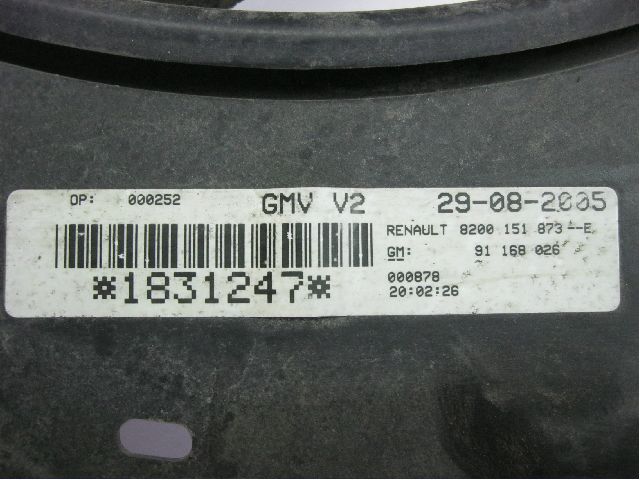 OP: 000252 GMV V2 29-08-2005
RENAULT 8200 151 873--E
GM: 91 168 026
*1831247*
000878
20:02:26